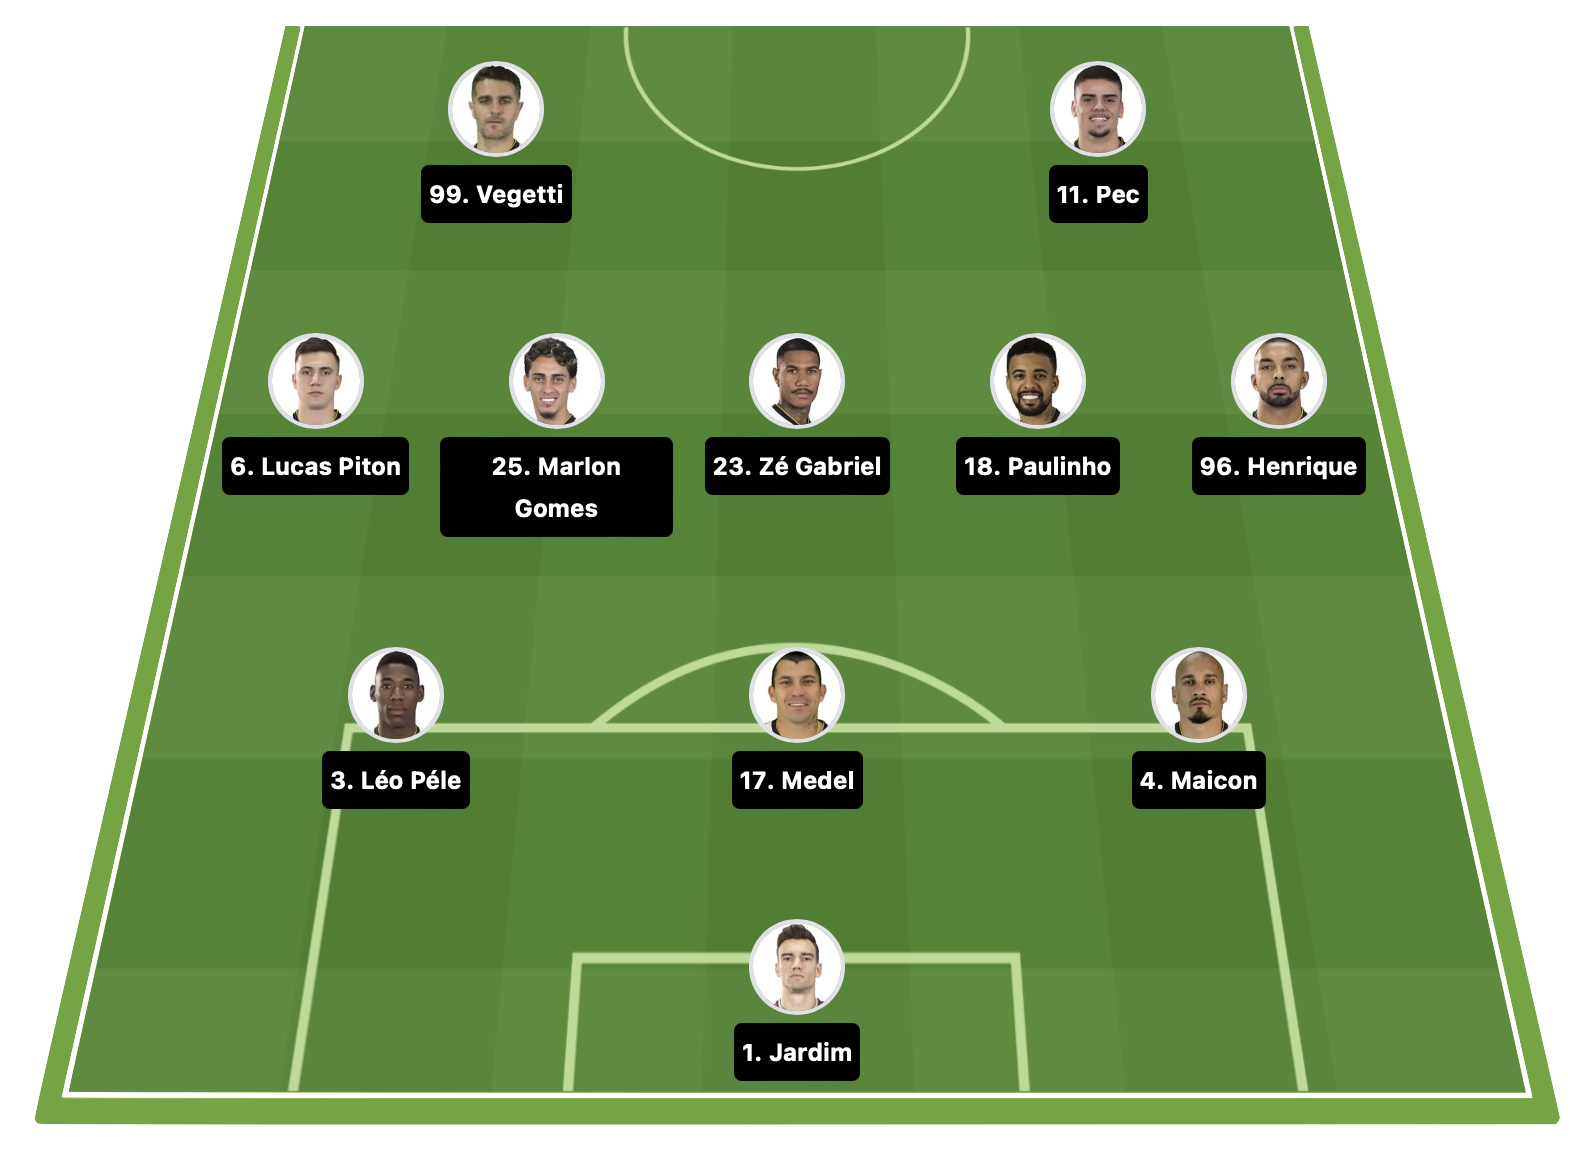 99. Vegetti
11. Pec
6. Lucas Piton
25. Marlon
Gomes
23. Zé Gabriel
18. Paulinho
96. Henrique
3. Léo Péle
17. Medel
4. Maicon
1. Jardim